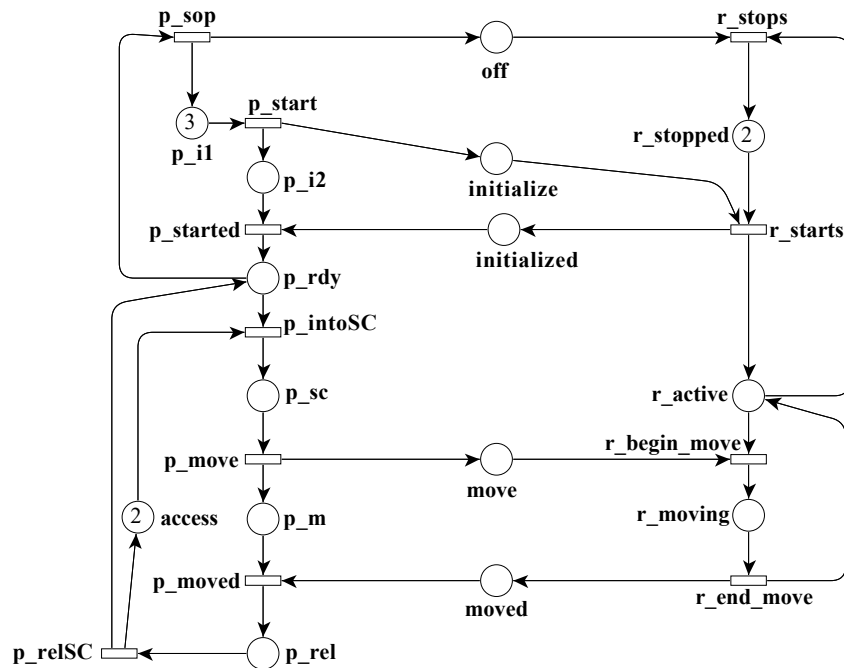 p_sop
r_stops
off
p_start
3
p_i1
r_stopped
2
p_i2
initialize
p_started
r_starts
initialized
p_rdy
p_intoSC
p_sc
r_active
r_begin_move
p_move
move
2
access
p_m
r_moving
p_moved
moved
r_end_move
p_relSC
p_rel